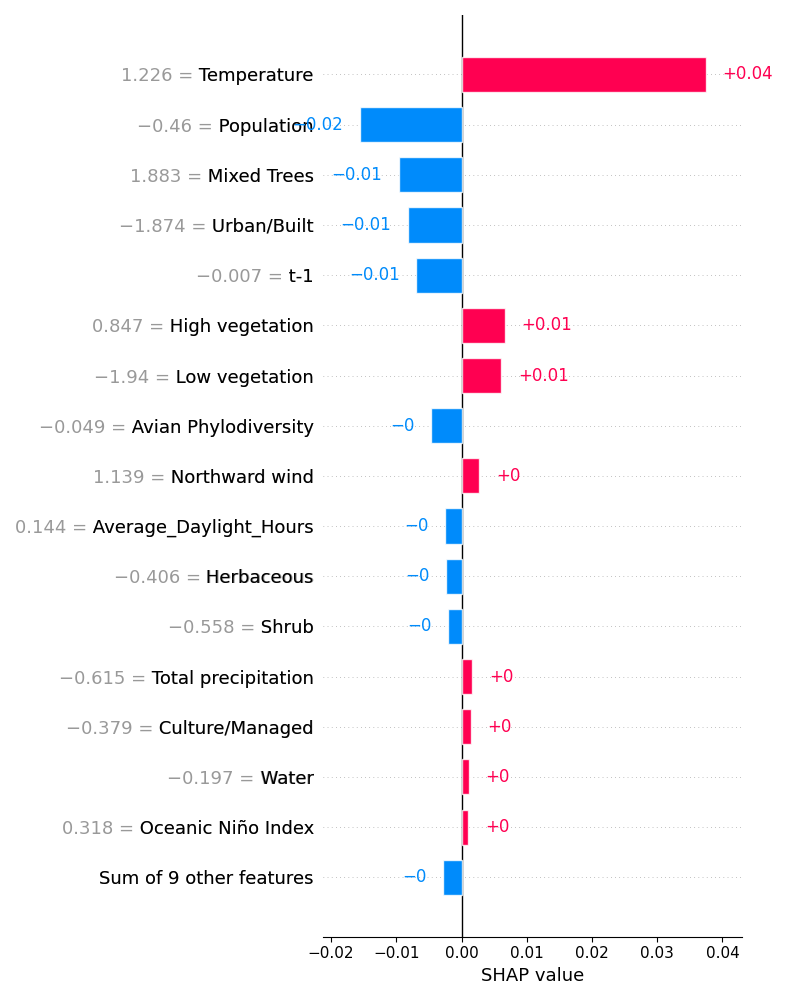 1.226 = Temperature +0.04
−0.46 = Population −0.02
1.883 = Mixed Trees −0.01
−1.874 = Urban/Built −0.01
−0.007 = t-1 −0.01
0.847 = High vegetation +0.01
−1.94 = Low vegetation +0.01
−0.049 = Avian Phylodiversity −0
1.139 = Northward wind +0
0.144 = Average_Daylight_Hours −0
−0.406 = Herbaceous −0
−0.558 = Shrub −0
−0.615 = Total precipitation +0
−0.379 = Culture/Managed +0
−0.197 = Water +0
0.318 = Oceanic Niño Index +0
Sum of 9 other features −0
−0.02 −0.01 0.00 0.01 0.02 0.03 0.04
SHAP value